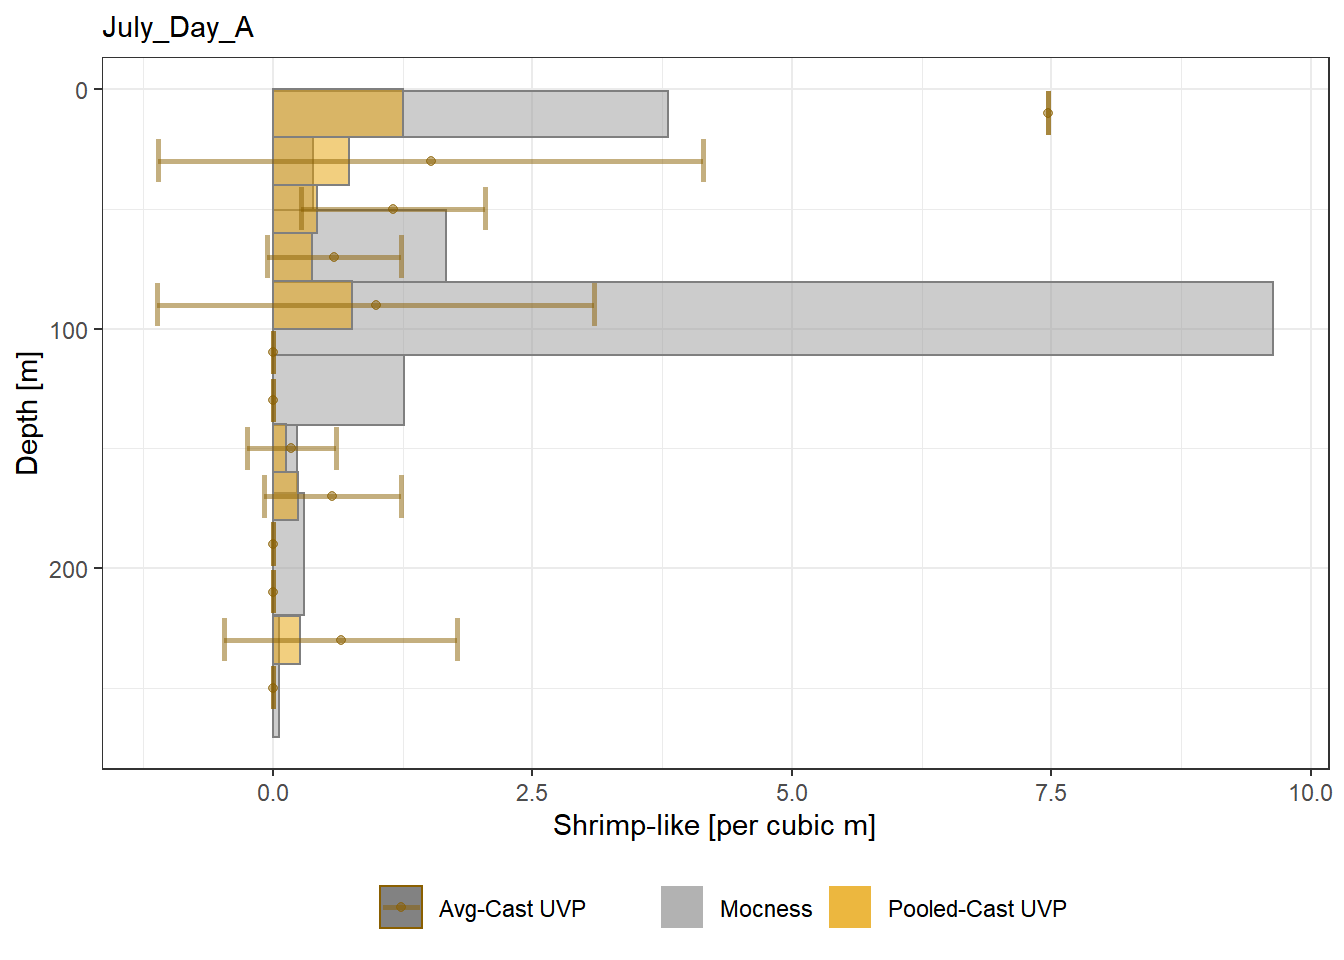 July_Day_A
0
100
200
Depth [m]
0.0 2.5 5.0 7.5 10.0
Shrimp-like [per cubic m]
Avg-Cast UVP Mocness Pooled-Cast UVP